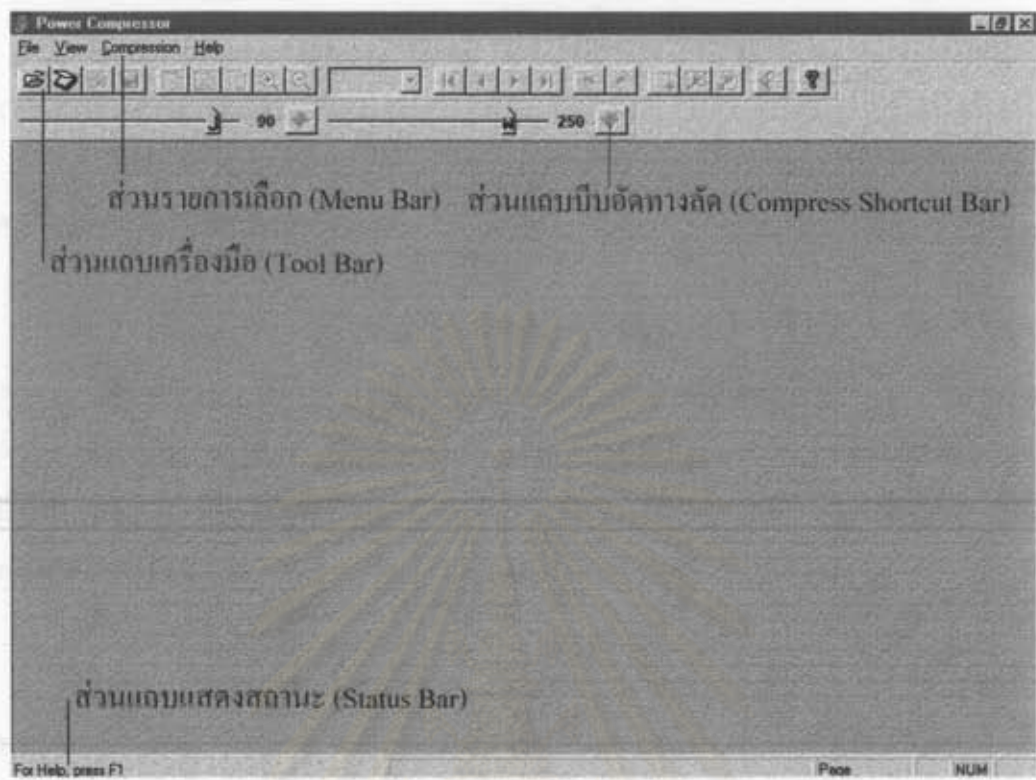 Power Compressor
File View Compression Help
90 250
ส่วนรายการเลือก (Menu Bar) ส่วนแถบบีบอัดทางลัด (Compress Shortcut Bar)
ส่วนแถบเครื่องมือ (Tool Bar)
ส่วนแถบแสดงสถานะ (Status Bar)
For Help, press F1 Page NUM